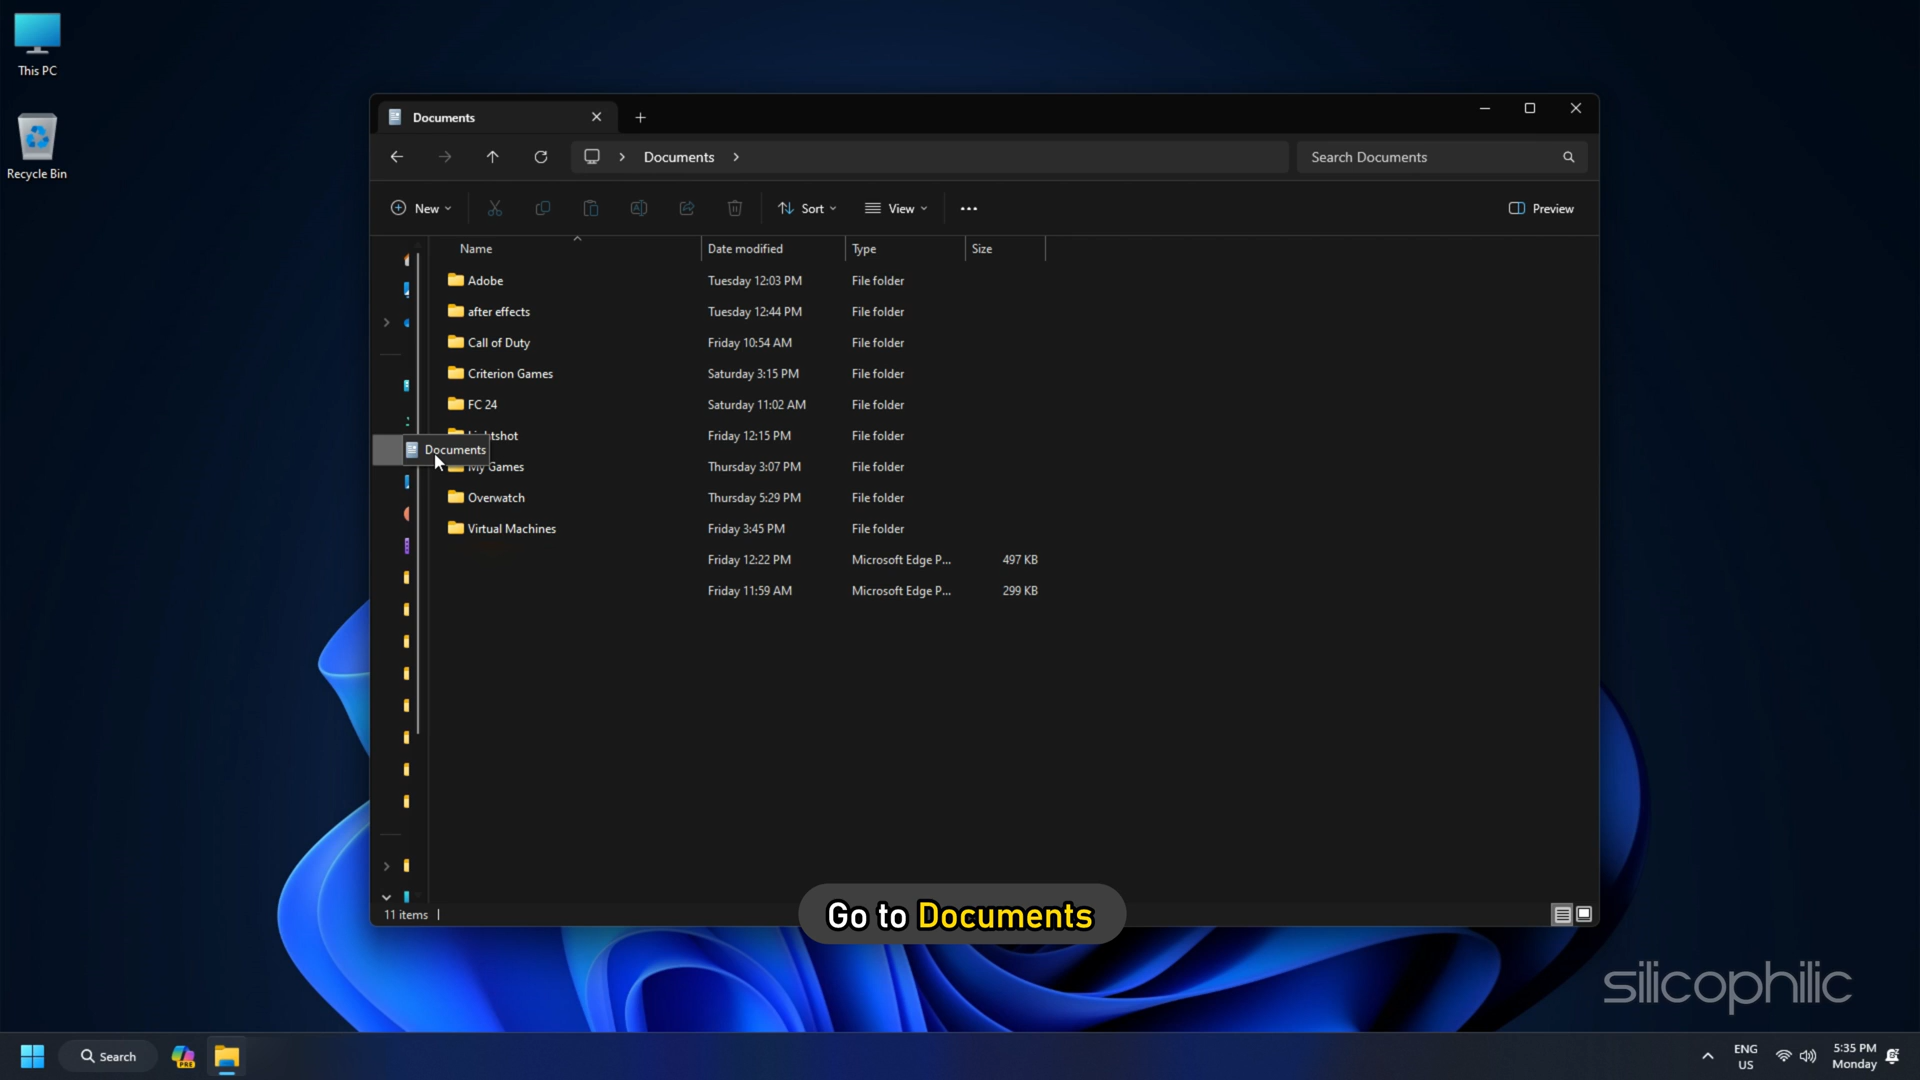 This PC
Recycle Bin
Documents
Documents
Search Documents
New
Sort
View
Preview
Name Date modified Type Size
Adobe Tuesday 12:03 PM File folder
after effects Tuesday 12:44 PM File folder
Call of Duty Friday 10:54 AM File folder
Criterion Games Saturday 3:15 PM File folder
FC 24 Saturday 11:02 AM File folder
Lightshot Friday 12:15 PM File folder
Documents
My Games Thursday 3:07 PM File folder
Overwatch Thursday 5:29 PM File folder
Virtual Machines Friday 3:45 PM File folder
Friday 12:22 PM Microsoft Edge P... 497 KB
Friday 11:59 AM Microsoft Edge P... 299 KB
11 items
Go to Documents
silicophilic
Search
PRE
ENG
US
5:35 PM
Monday